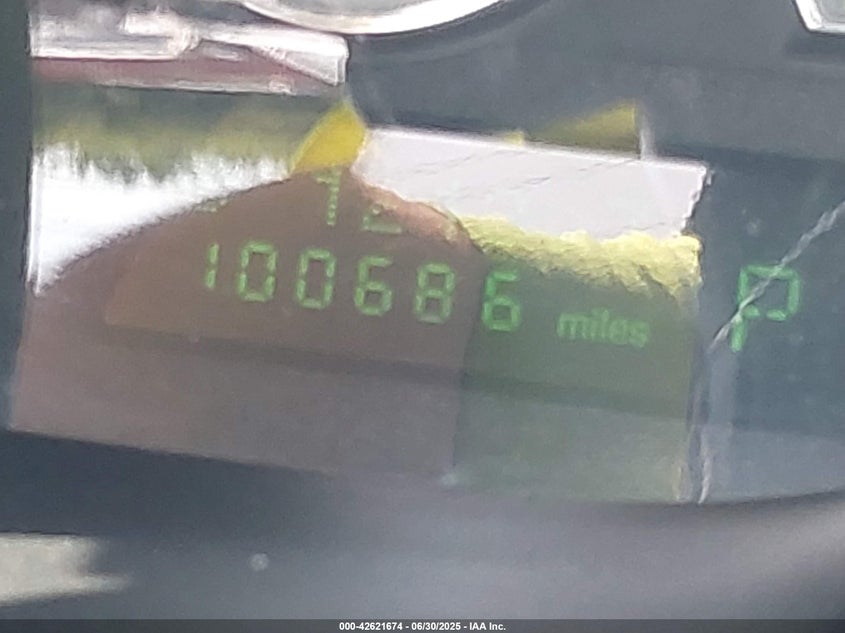 100686 miles P
000-42621674 - 06/30/2025 - IAA Inc.